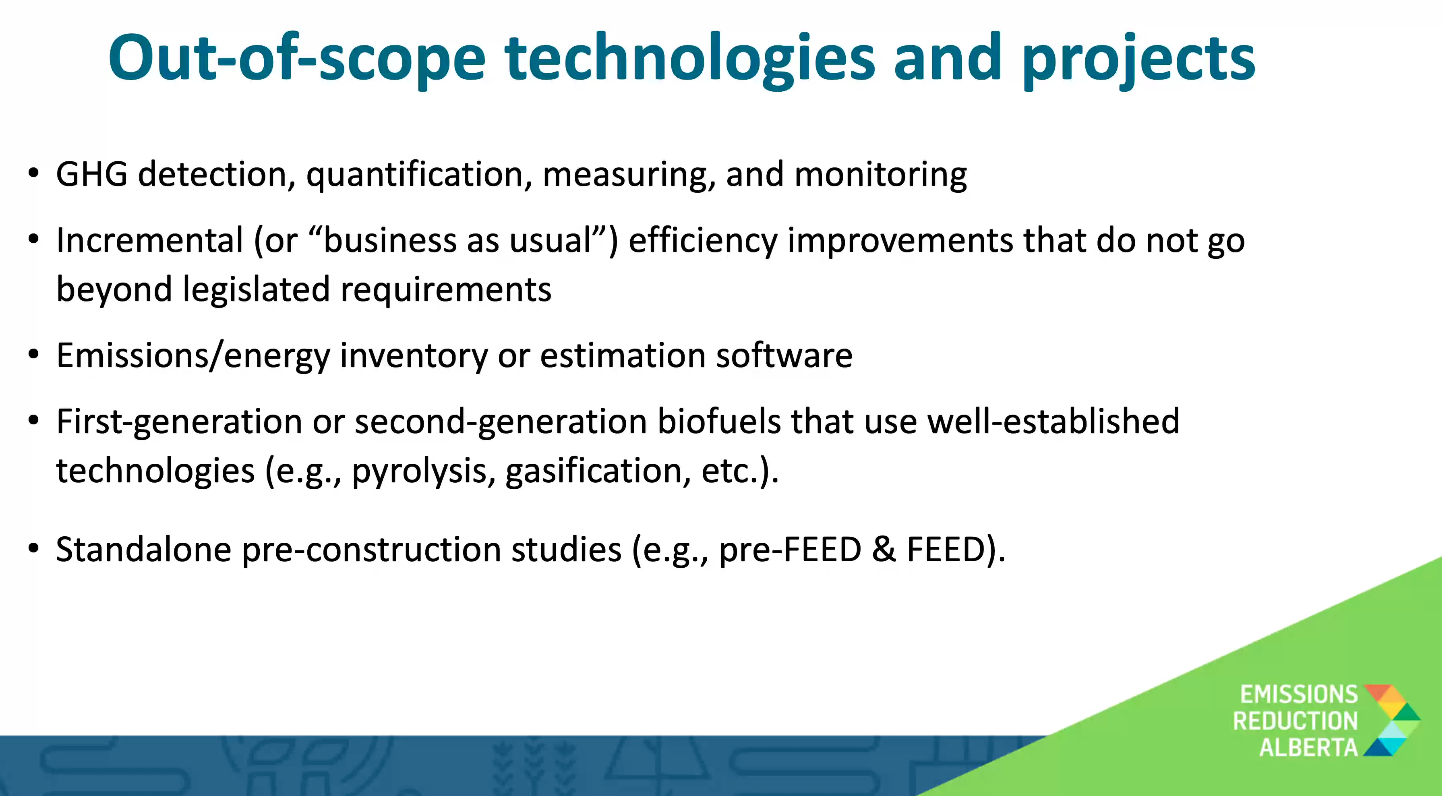 Out-of-scope technologies and projects
• GHG detection, quantification, measuring, and monitoring
• Incremental (or “business as usual”) efficiency improvements that do not go
beyond legislated requirements
• Emissions/energy inventory or estimation software
• First-generation or second-generation biofuels that use well-established
technologies (e.g., pyrolysis, gasification, etc.).
• Standalone pre-construction studies (e.g., pre-FEED & FEED).
EMISSIONS
REDUCTION
ALBERTA